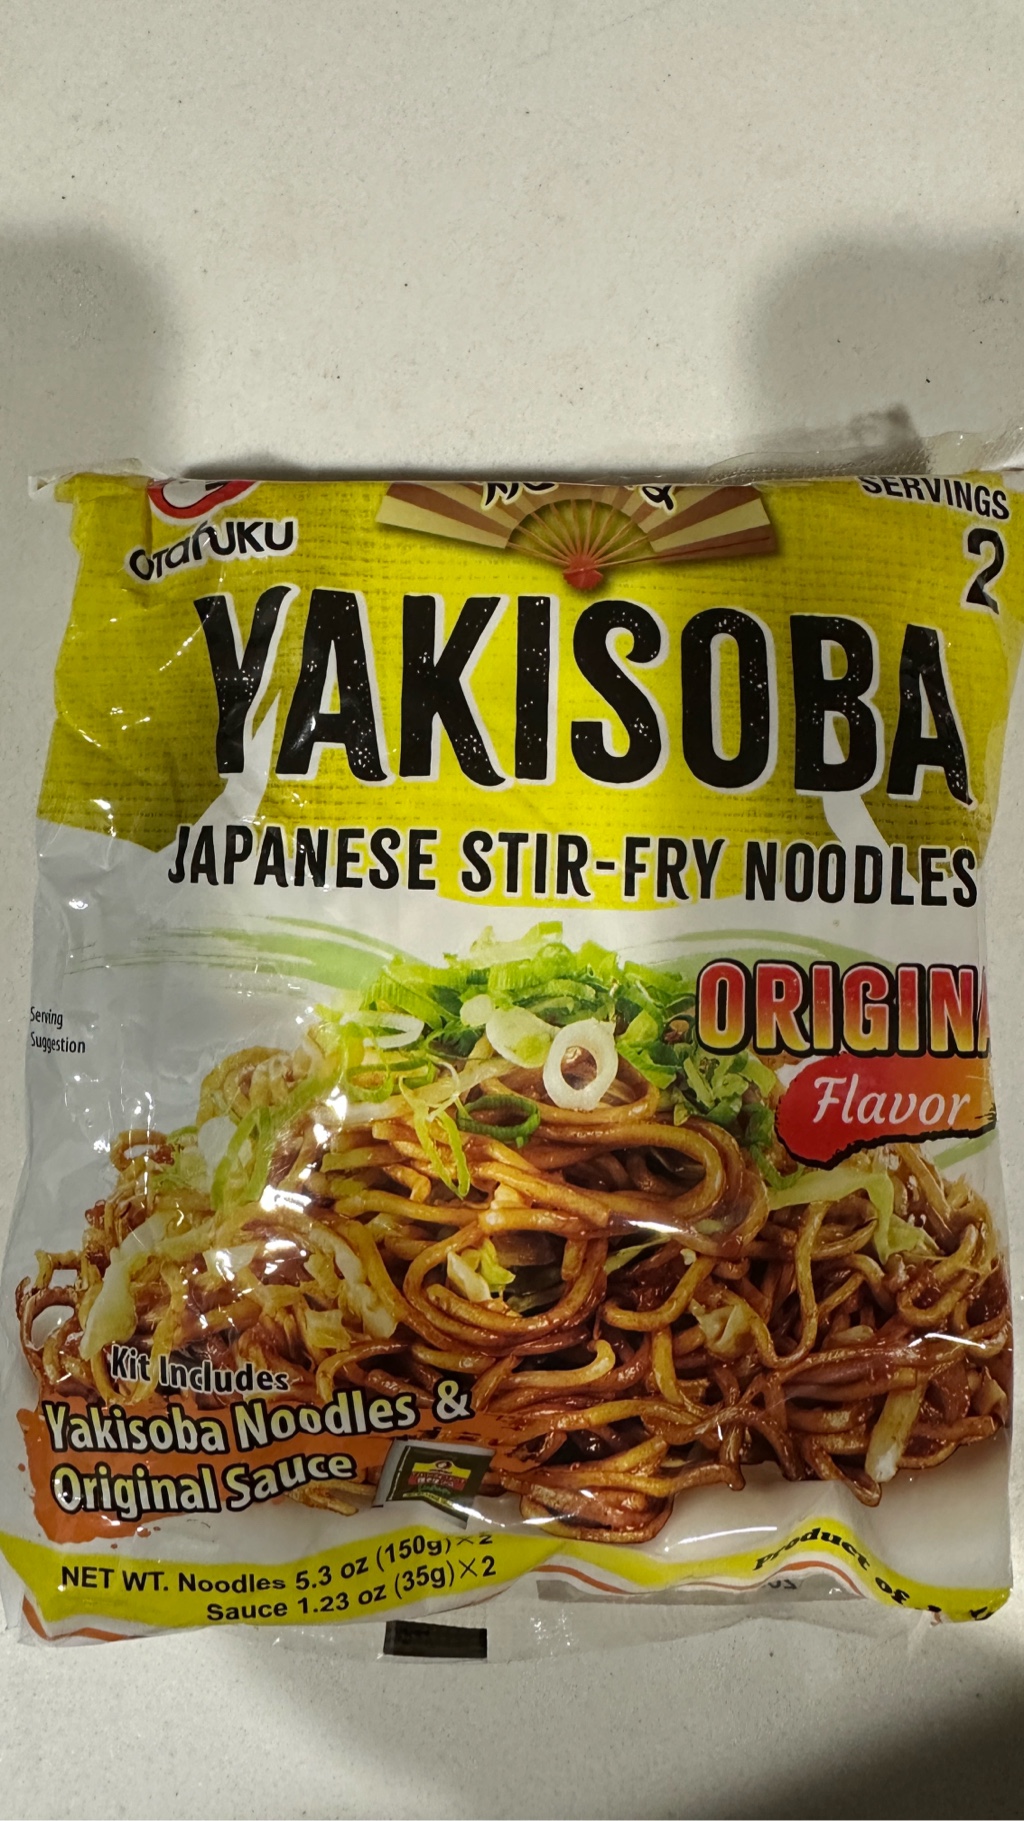 OTAFUKU
SERVINGS
2
YAKISOBA
JAPANESE STIR-FRY NOODLES
ORIGINA
Flavor
Serving
Suggestion
Kit Includes
Yakisoba Noodles &
Original Sauce
NET WT. Noodles 5.3 oz (150g)×2
Sauce 1.23 oz (35g)×2
Product of